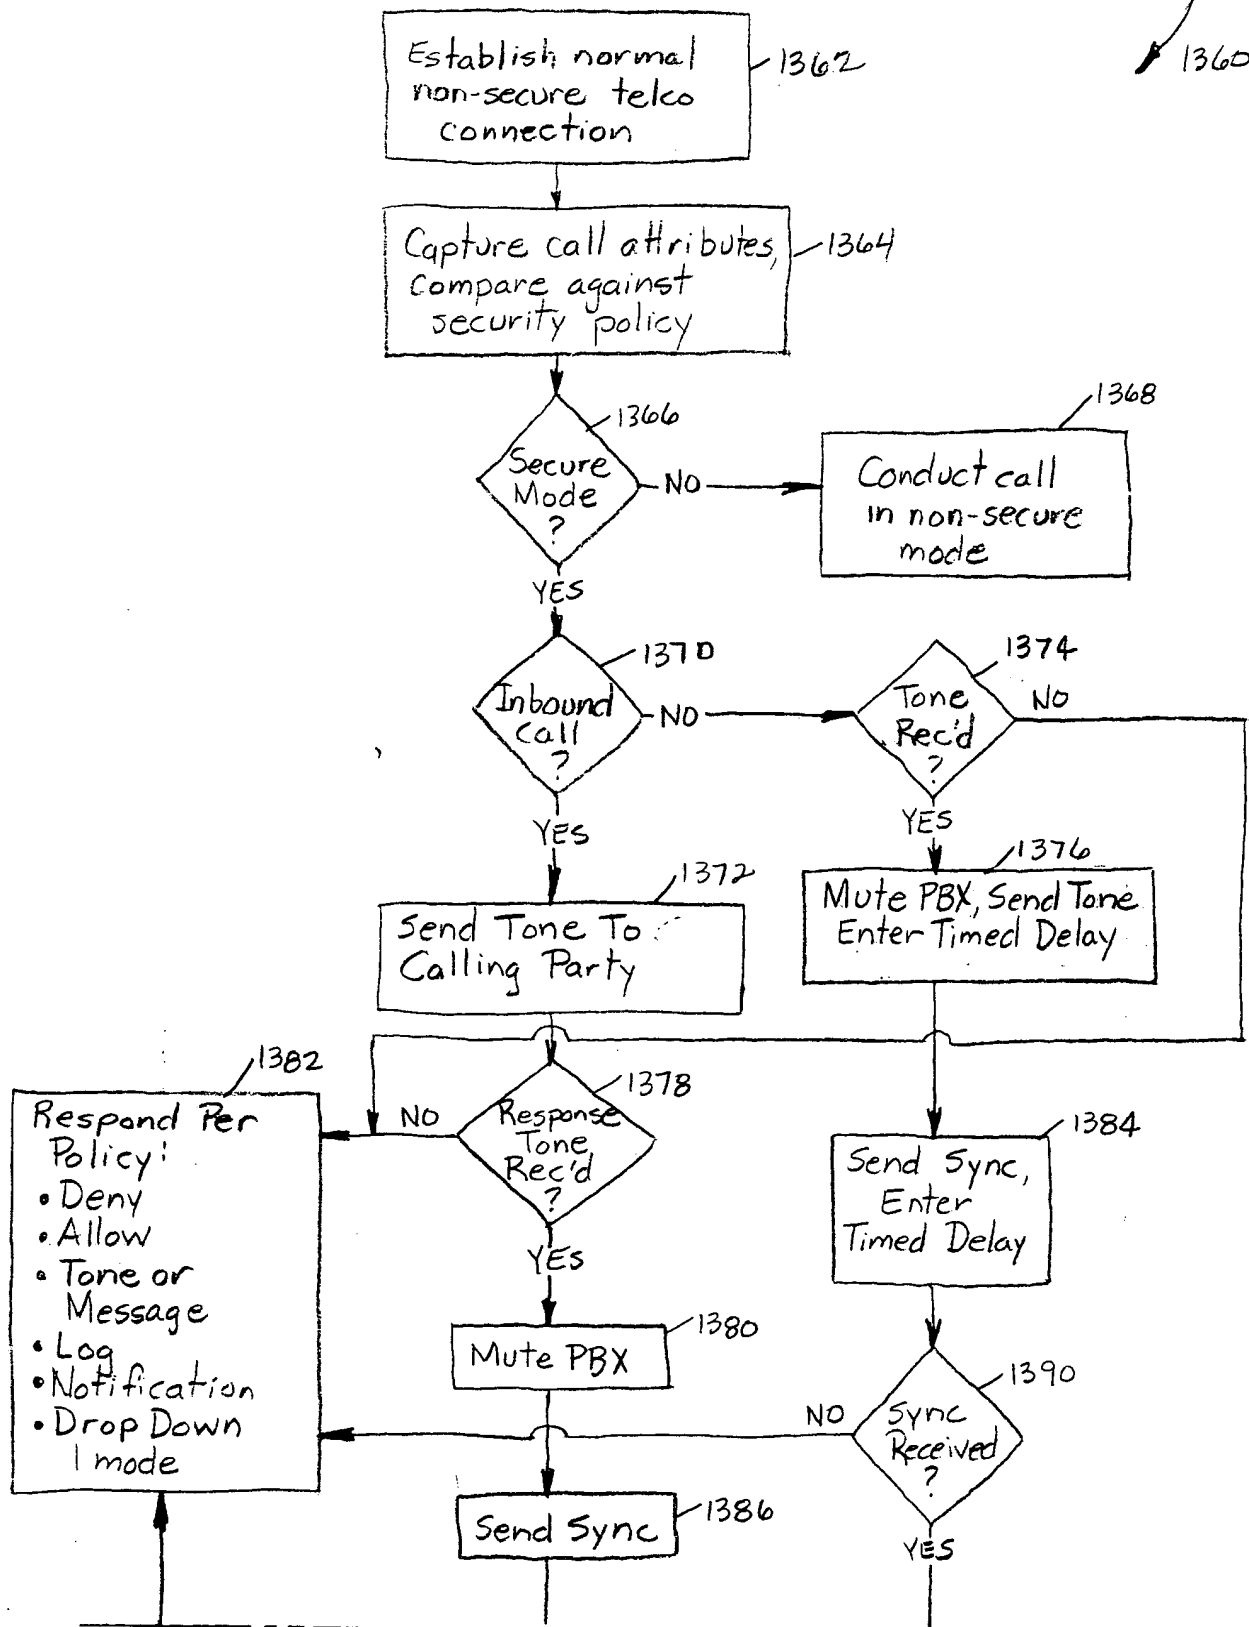 1360
Establish normal
non-secure telco
connection
1362
Capture call attributes,
compare against
security policy
1364
1366
Secure
Mode
?
NO
1368
Conduct call
in non-secure
mode
YES
1370
Inbound
Call
?
NO
1374
Tone
Rec'd
?
NO
YES
YES
1372
Send Tone To
Calling Party
1376
Mute PBX, Send Tone
Enter Timed Delay
1382
Respond Per
Policy:
• Deny
• Allow
• Tone or
Message
• Log
• Notification
• Drop Down
1 mode
NO
1378
Response
Tone
Rec'd
?
YES
1384
Send Sync,
Enter
Timed Delay
1380
Mute PBX
1390
Sync
Received
?
NO
YES
1386
Send Sync